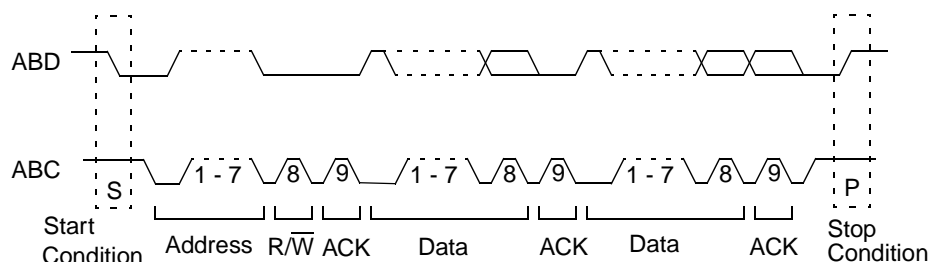 ABD
ABC
1 - 7 8 9 1 - 7 8 9 1 - 7 8 9
S
P
Start
Condition
Address R/W̅ ACK Data ACK Data ACK
Stop
Condition